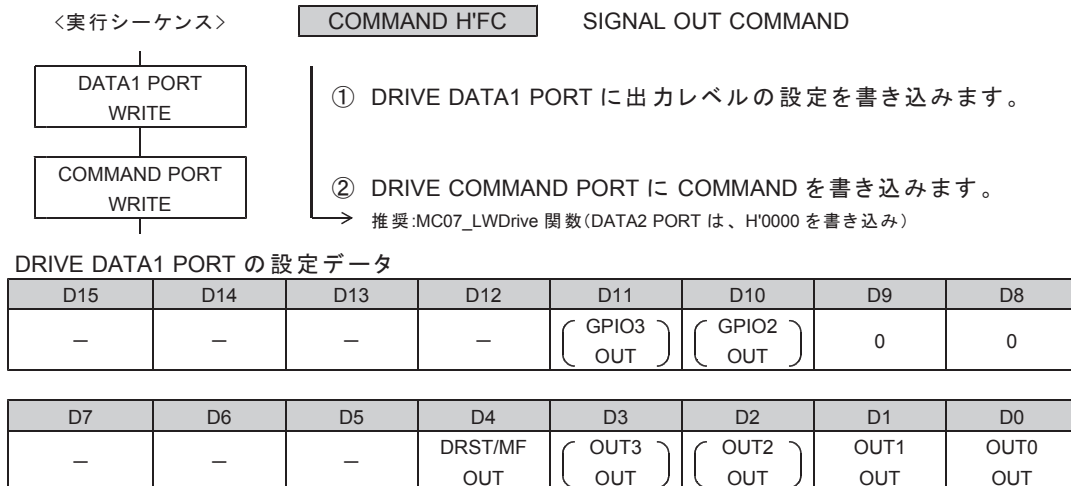 <実行シーケンス>
COMMAND H'FC SIGNAL OUT COMMAND
DATA1 PORT
WRITE
① DRIVE DATA1 PORT に出力レベルの設定を書き込みます。
COMMAND PORT
WRITE
② DRIVE COMMAND PORT に COMMAND を書き込みます。
推奨:MC07_LWDrive 関数(DATA2 PORT は、H'0000 を書き込み)
DRIVE DATA1 PORT の設定データ
D15 D14 D13 D12 D11 D10 D9 D8
－ － － － (GPIO3 OUT) (GPIO2 OUT) 0 0
D7 D6 D5 D4 D3 D2 D1 D0
－ － － DRST/MF OUT (OUT3 OUT) (OUT2 OUT) OUT1 OUT OUT0 OUT